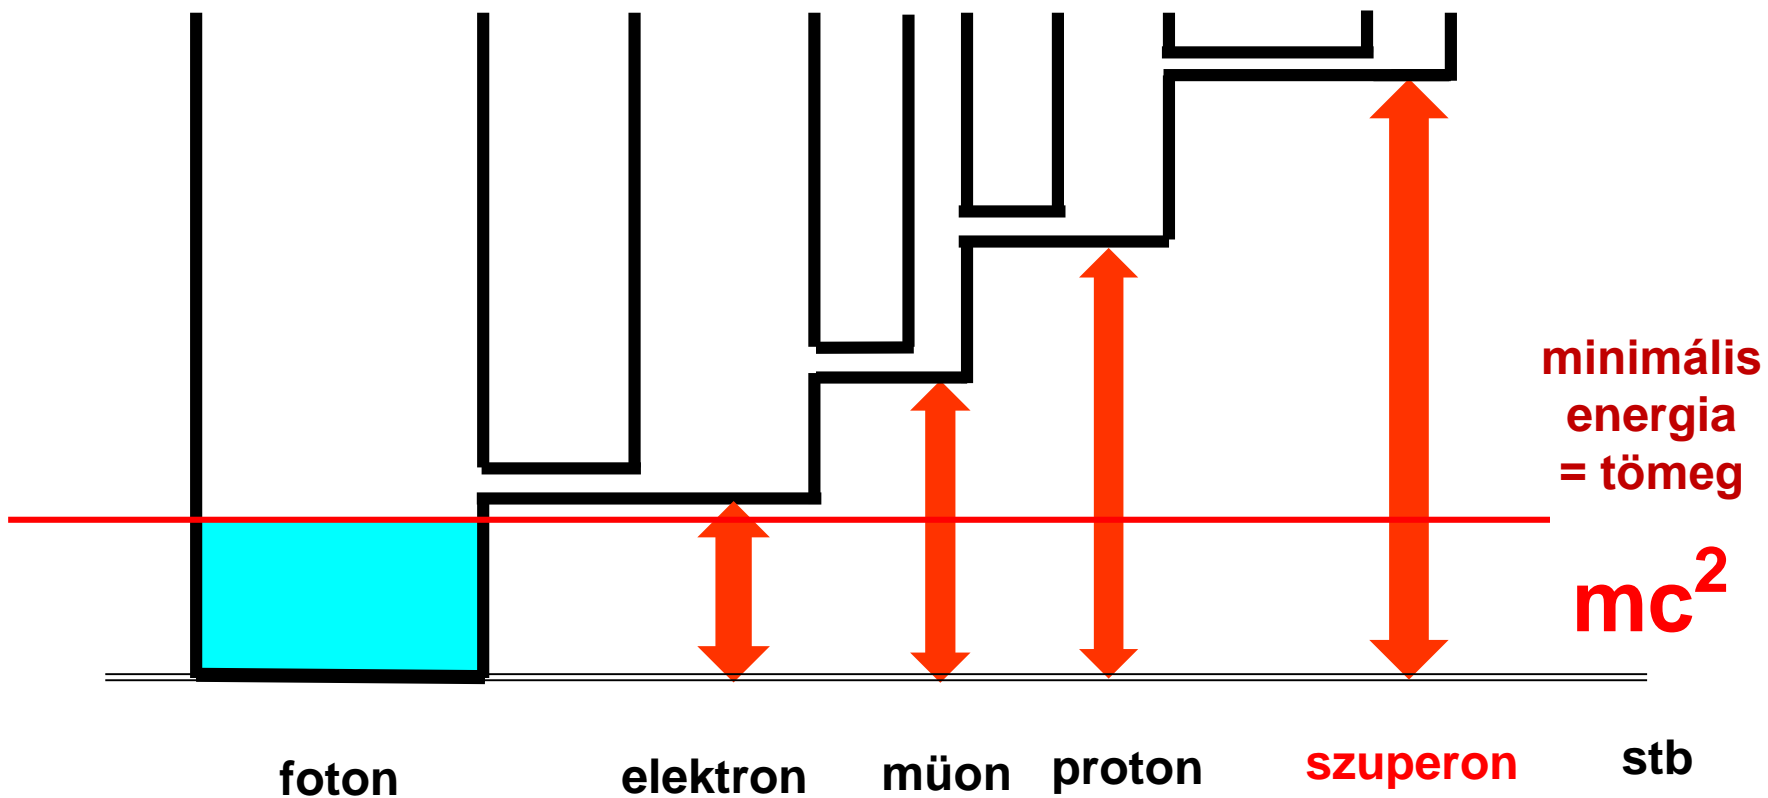 minimális
energia
= tömeg
mc²
foton
elektron
müon
proton
szuperon
stb